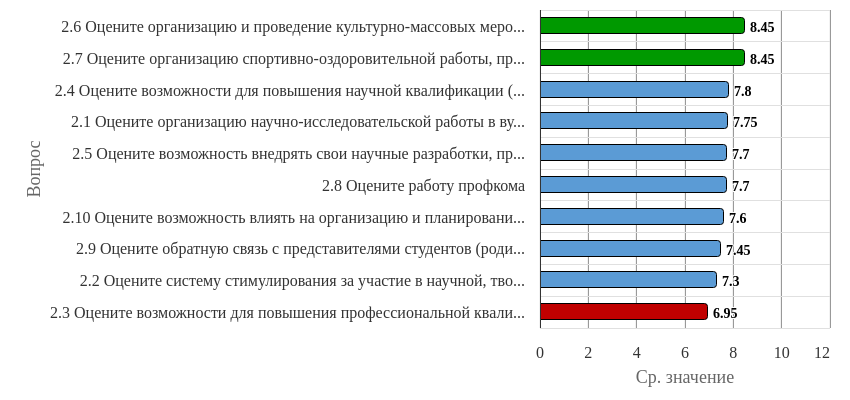 2.6 Оцените организацию и проведение культурно-массовых меро... 8.45
2.7 Оцените организацию спортивно-оздоровительной работы, пр... 8.45
2.4 Оцените возможности для повышения научной квалификации (... 7.8
2.1 Оцените организацию научно-исследовательской работы в ву... 7.75
2.5 Оцените возможность внедрять свои научные разработки, пр... 7.7
2.8 Оцените работу профкома 7.7
2.10 Оцените возможность влиять на организацию и планировани... 7.6
2.9 Оцените обратную связь с представителями студентов (роди... 7.45
2.2 Оцените систему стимулирования за участие в научной, тво... 7.3
2.3 Оцените возможности для повышения профессиональной квали... 6.95
Вопрос
0 2 4 6 8 10 12
Ср. значение